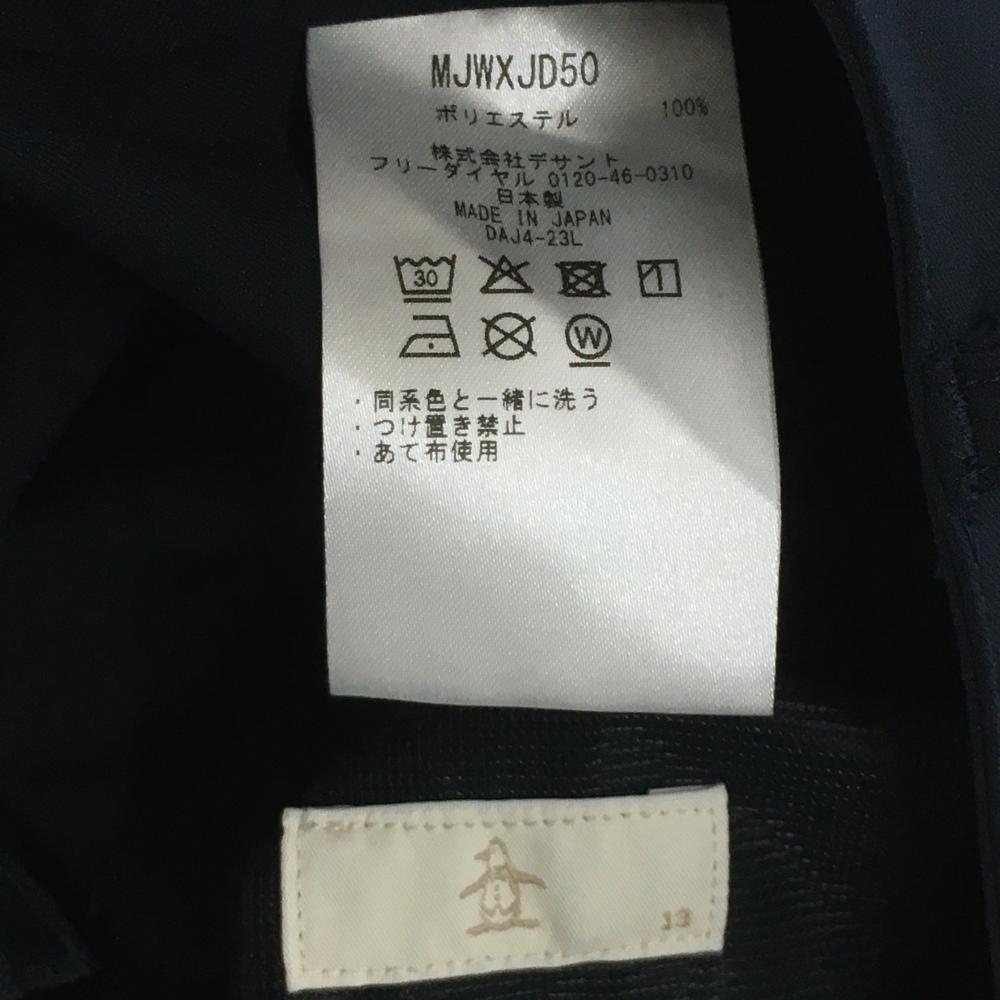 MJWXJD50
ポリエステル 100%
株式会社デサント
フリーダイヤル 0120-46-0310
日本製
MADE IN JAPAN
DAJ4-23L
30
W
・同系色と一緒に洗う
・つけ置き禁止
・あて布使用
13